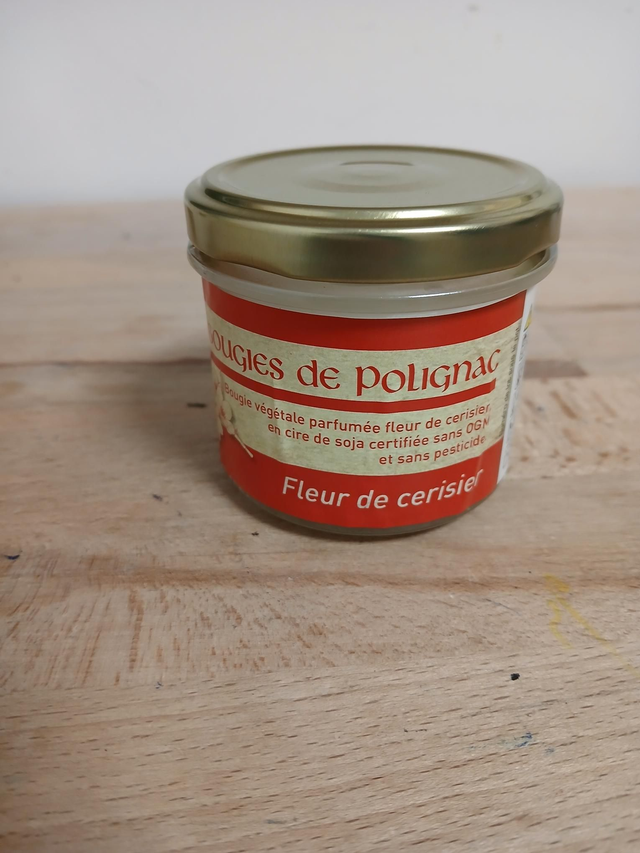 Bougies de Polignac
Bougie végétale parfumée fleur de cerisier,
en cire de soja certifiée sans OGM
et sans pesticide.
Fleur de cerisier